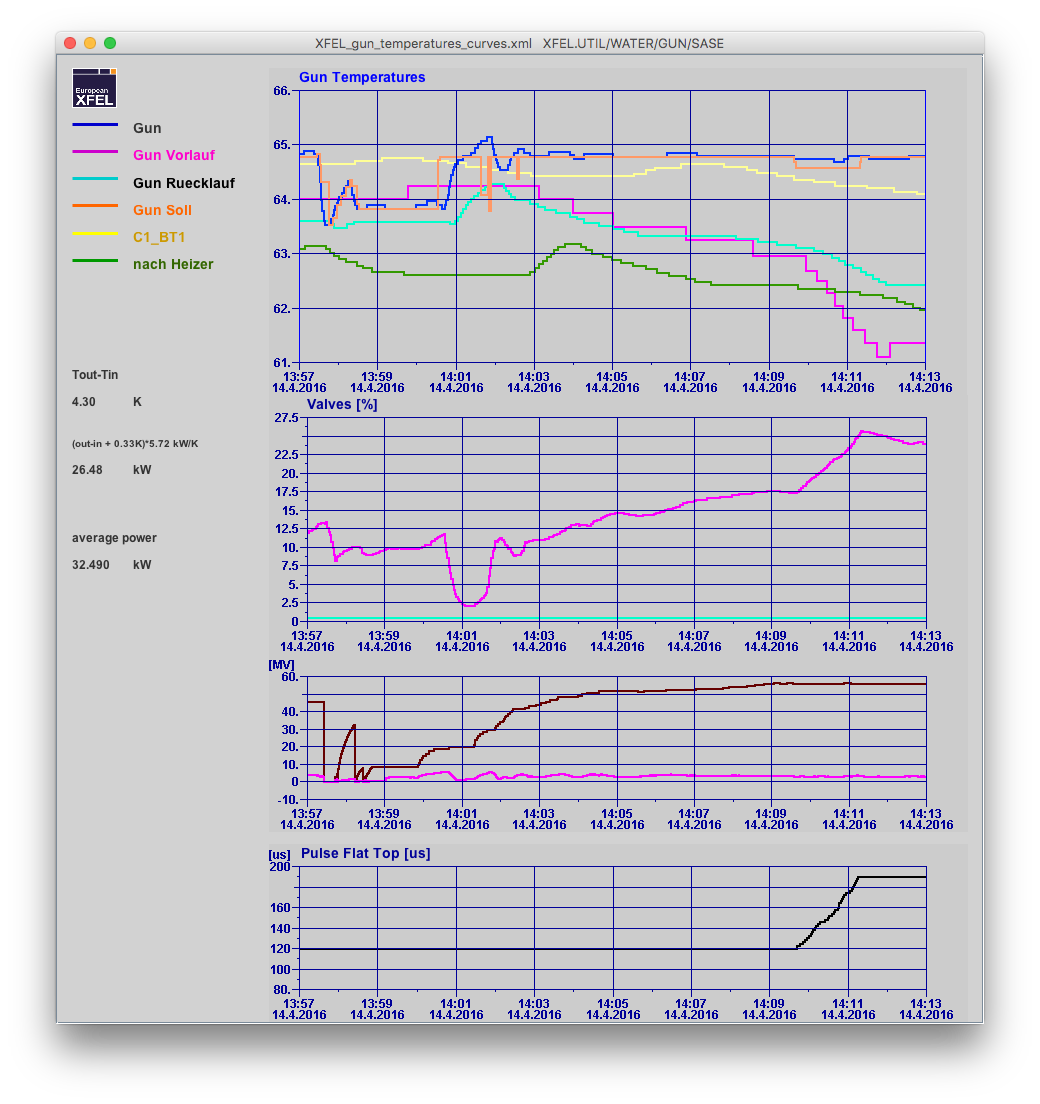 XFEL_gun_temperatures_curves.xml XFEL.UTIL/WATER/GUN/SASE
European
XFEL
Gun
Gun Vorlauf
Gun Ruecklauf
Gun Soll
C1_BT1
nach Heizer
Tout-Tin
4.30 K
(out-in + 0.33K)*5.72 kW/K
26.48 kW
average power
32.490 kW
Gun Temperatures
66.
65.
64.
63.
62.
61.
13:57 13:59 14:01 14:03 14:05 14:07 14:09 14:11 14:13
14.4.2016 14.4.2016 14.4.2016 14.4.2016 14.4.2016 14.4.2016 14.4.2016 14.4.2016 14.4.2016
Valves [%]
27.5
22.5
20.
17.5
15.
12.5
10.
7.5
5.
2.5
0
13:57 13:59 14:01 14:03 14:05 14:07 14:09 14:11 14:13
14.4.2016 14.4.2016 14.4.2016 14.4.2016 14.4.2016 14.4.2016 14.4.2016 14.4.2016 14.4.2016
[MV]
60.
40.
30.
20.
10.
0
-10.
13:57 13:59 14:01 14:03 14:05 14:07 14:09 14:11 14:13
14.4.2016 14.4.2016 14.4.2016 14.4.2016 14.4.2016 14.4.2016 14.4.2016 14.4.2016 14.4.2016
[us] Pulse Flat Top [us]
200
160
140
120
100
80.
13:57 13:59 14:01 14:03 14:05 14:07 14:09 14:11 14:13
14.4.2016 14.4.2016 14.4.2016 14.4.2016 14.4.2016 14.4.2016 14.4.2016 14.4.2016 14.4.2016